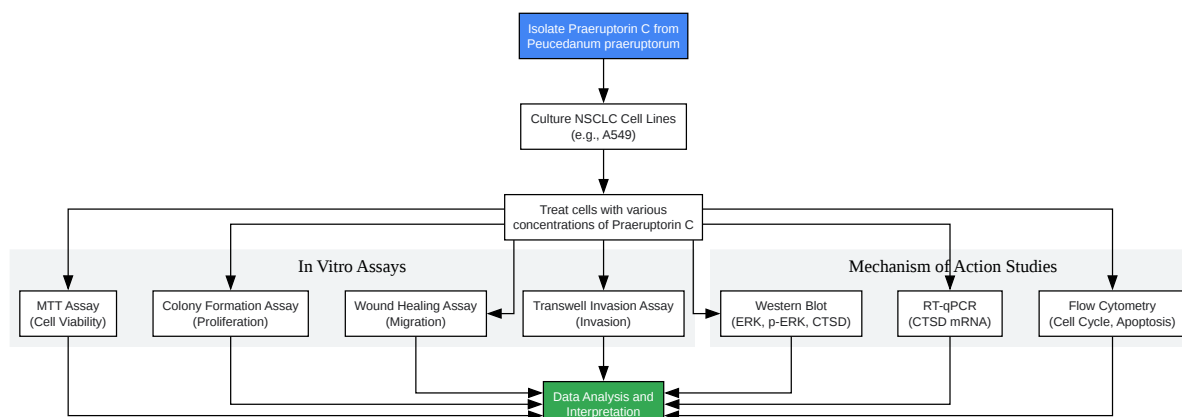 Isolate Praeruptorin C from
Peucedanum praeruptorum
Culture NSCLC Cell Lines
(e.g., A549)
Treat cells with various
concentrations of Praeruptorin C
In Vitro Assays
Mechanism of Action Studies
MTT Assay
(Cell Viability)
Colony Formation Assay
(Proliferation)
Wound Healing Assay
(Migration)
Transwell Invasion Assay
(Invasion)
Western Blot
(ERK, p-ERK, CTSD)
RT-qPCR
(CTSD mRNA)
Flow Cytometry
(Cell Cycle, Apoptosis)
Data Analysis and
Interpretation